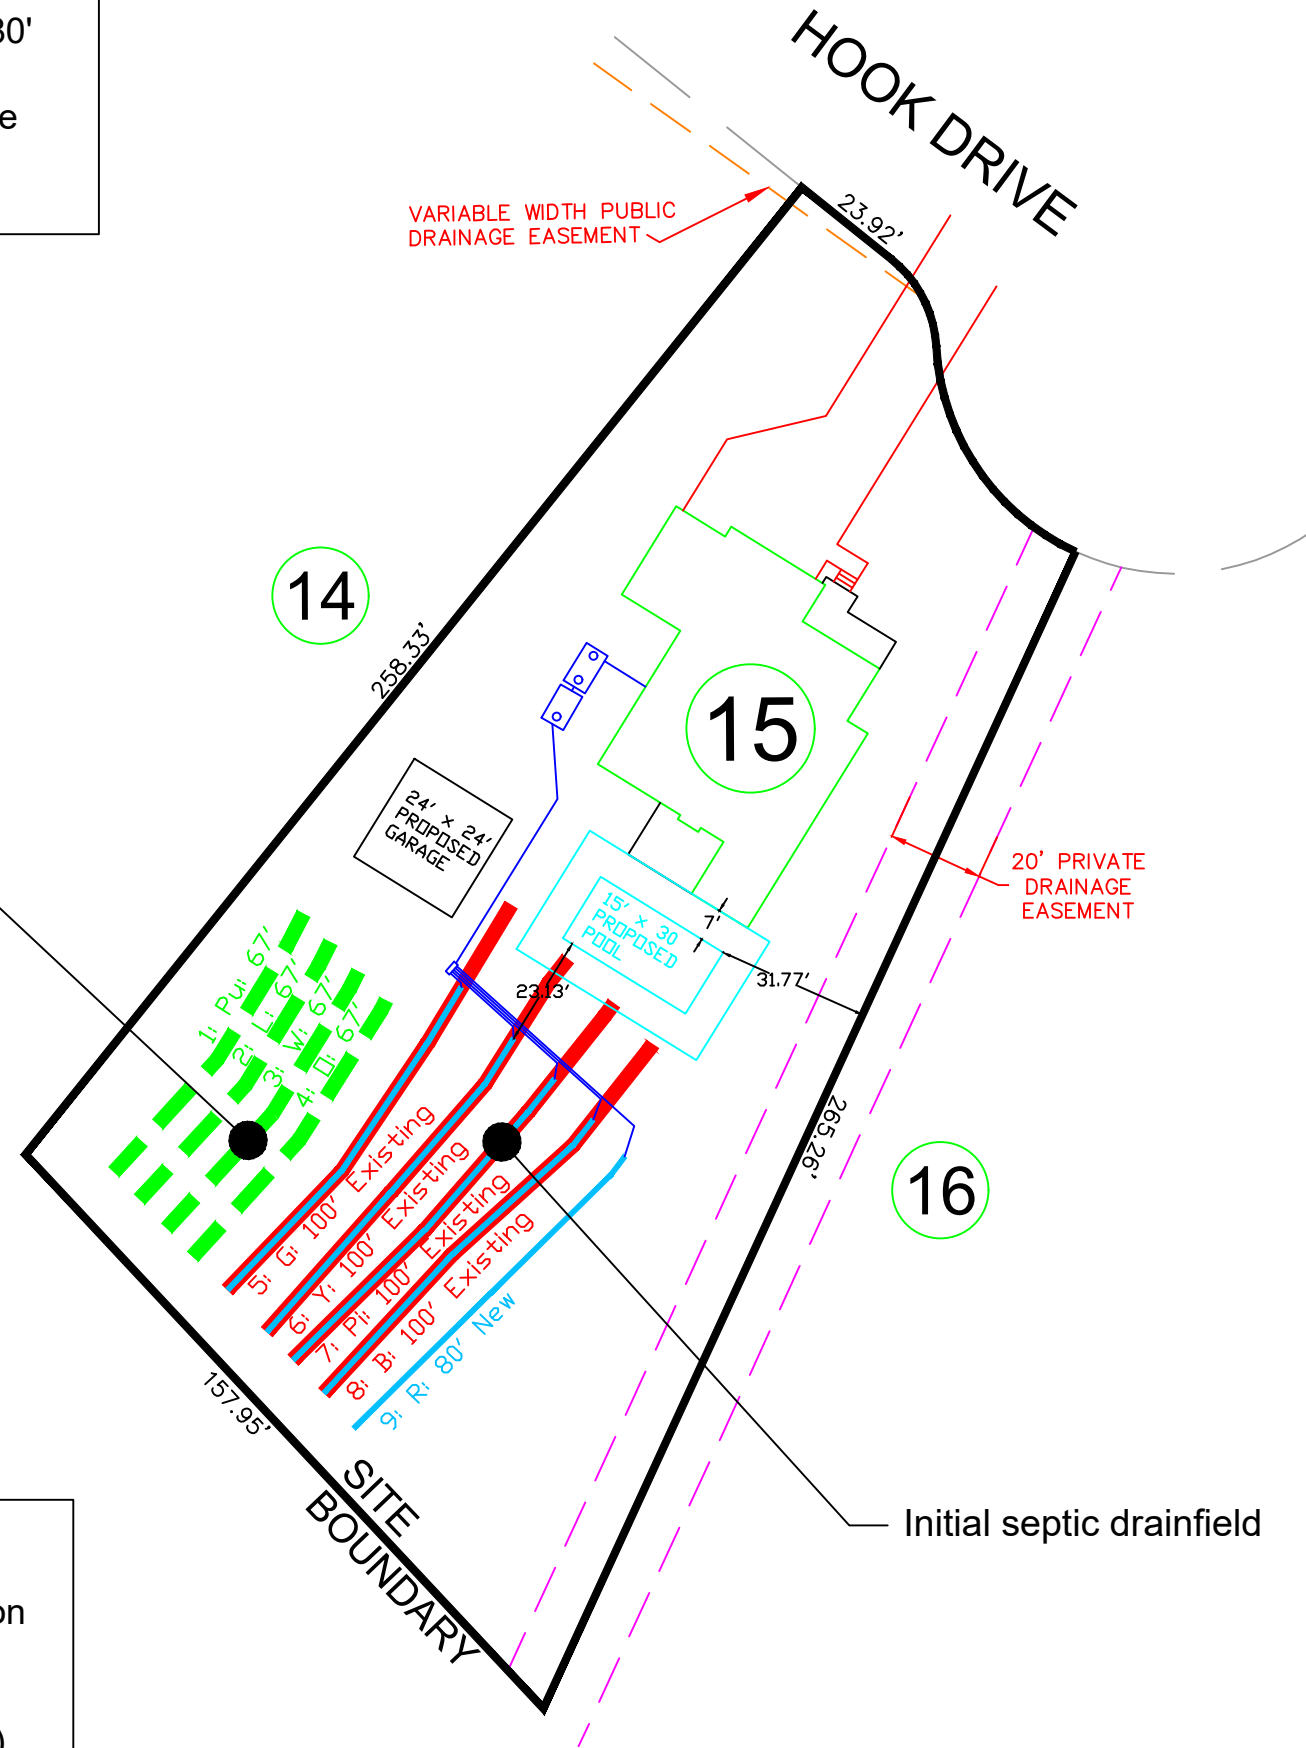 30'
e
HOOK DRIVE
VARIABLE WIDTH PUBLIC
DRAINAGE EASEMENT
23.92'
14
258.33'
15
24' × 24'
PROPOSED
GARAGE
15' × 30
PROPOSED
POOL
7'
31.77'
23.13'
20' PRIVATE
DRAINAGE
EASEMENT
1; Pu; 67'
2; L; 67'
3; W; 67'
4; O; 67'
5; G; 100' Existing
6; Y; 100' Existing
7; Pi; 100' Existing
8; B; 100' Existing
9; R; 80' New
265.26'
16
157.95'
SITE
BOUNDARY
Initial septic drainfield
on
)